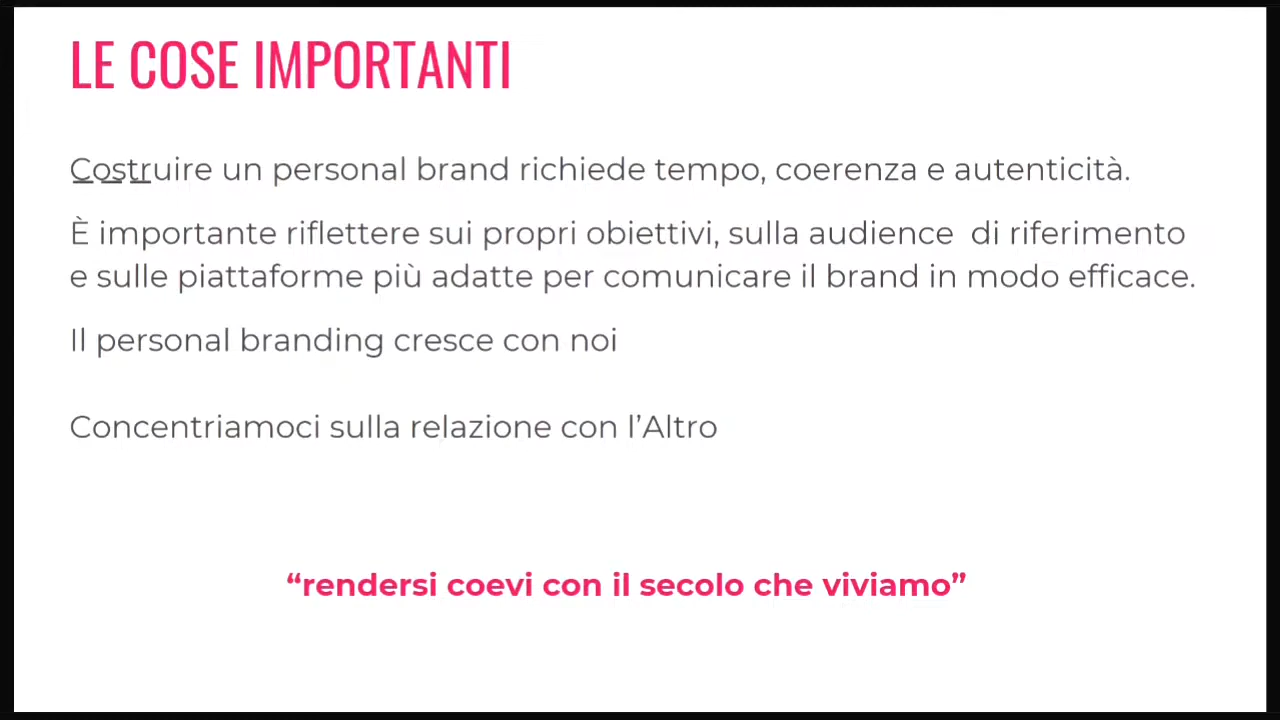 LE COSE IMPORTANTI
Costruire un personal brand richiede tempo, coerenza e autenticità.
È importante riflettere sui propri obiettivi, sulla audience  di riferimento
e sulle piattaforme più adatte per comunicare il brand in modo efficace.
Il personal branding cresce con noi
Concentriamoci sulla relazione con l’Altro
“rendersi coevi con il secolo che viviamo”